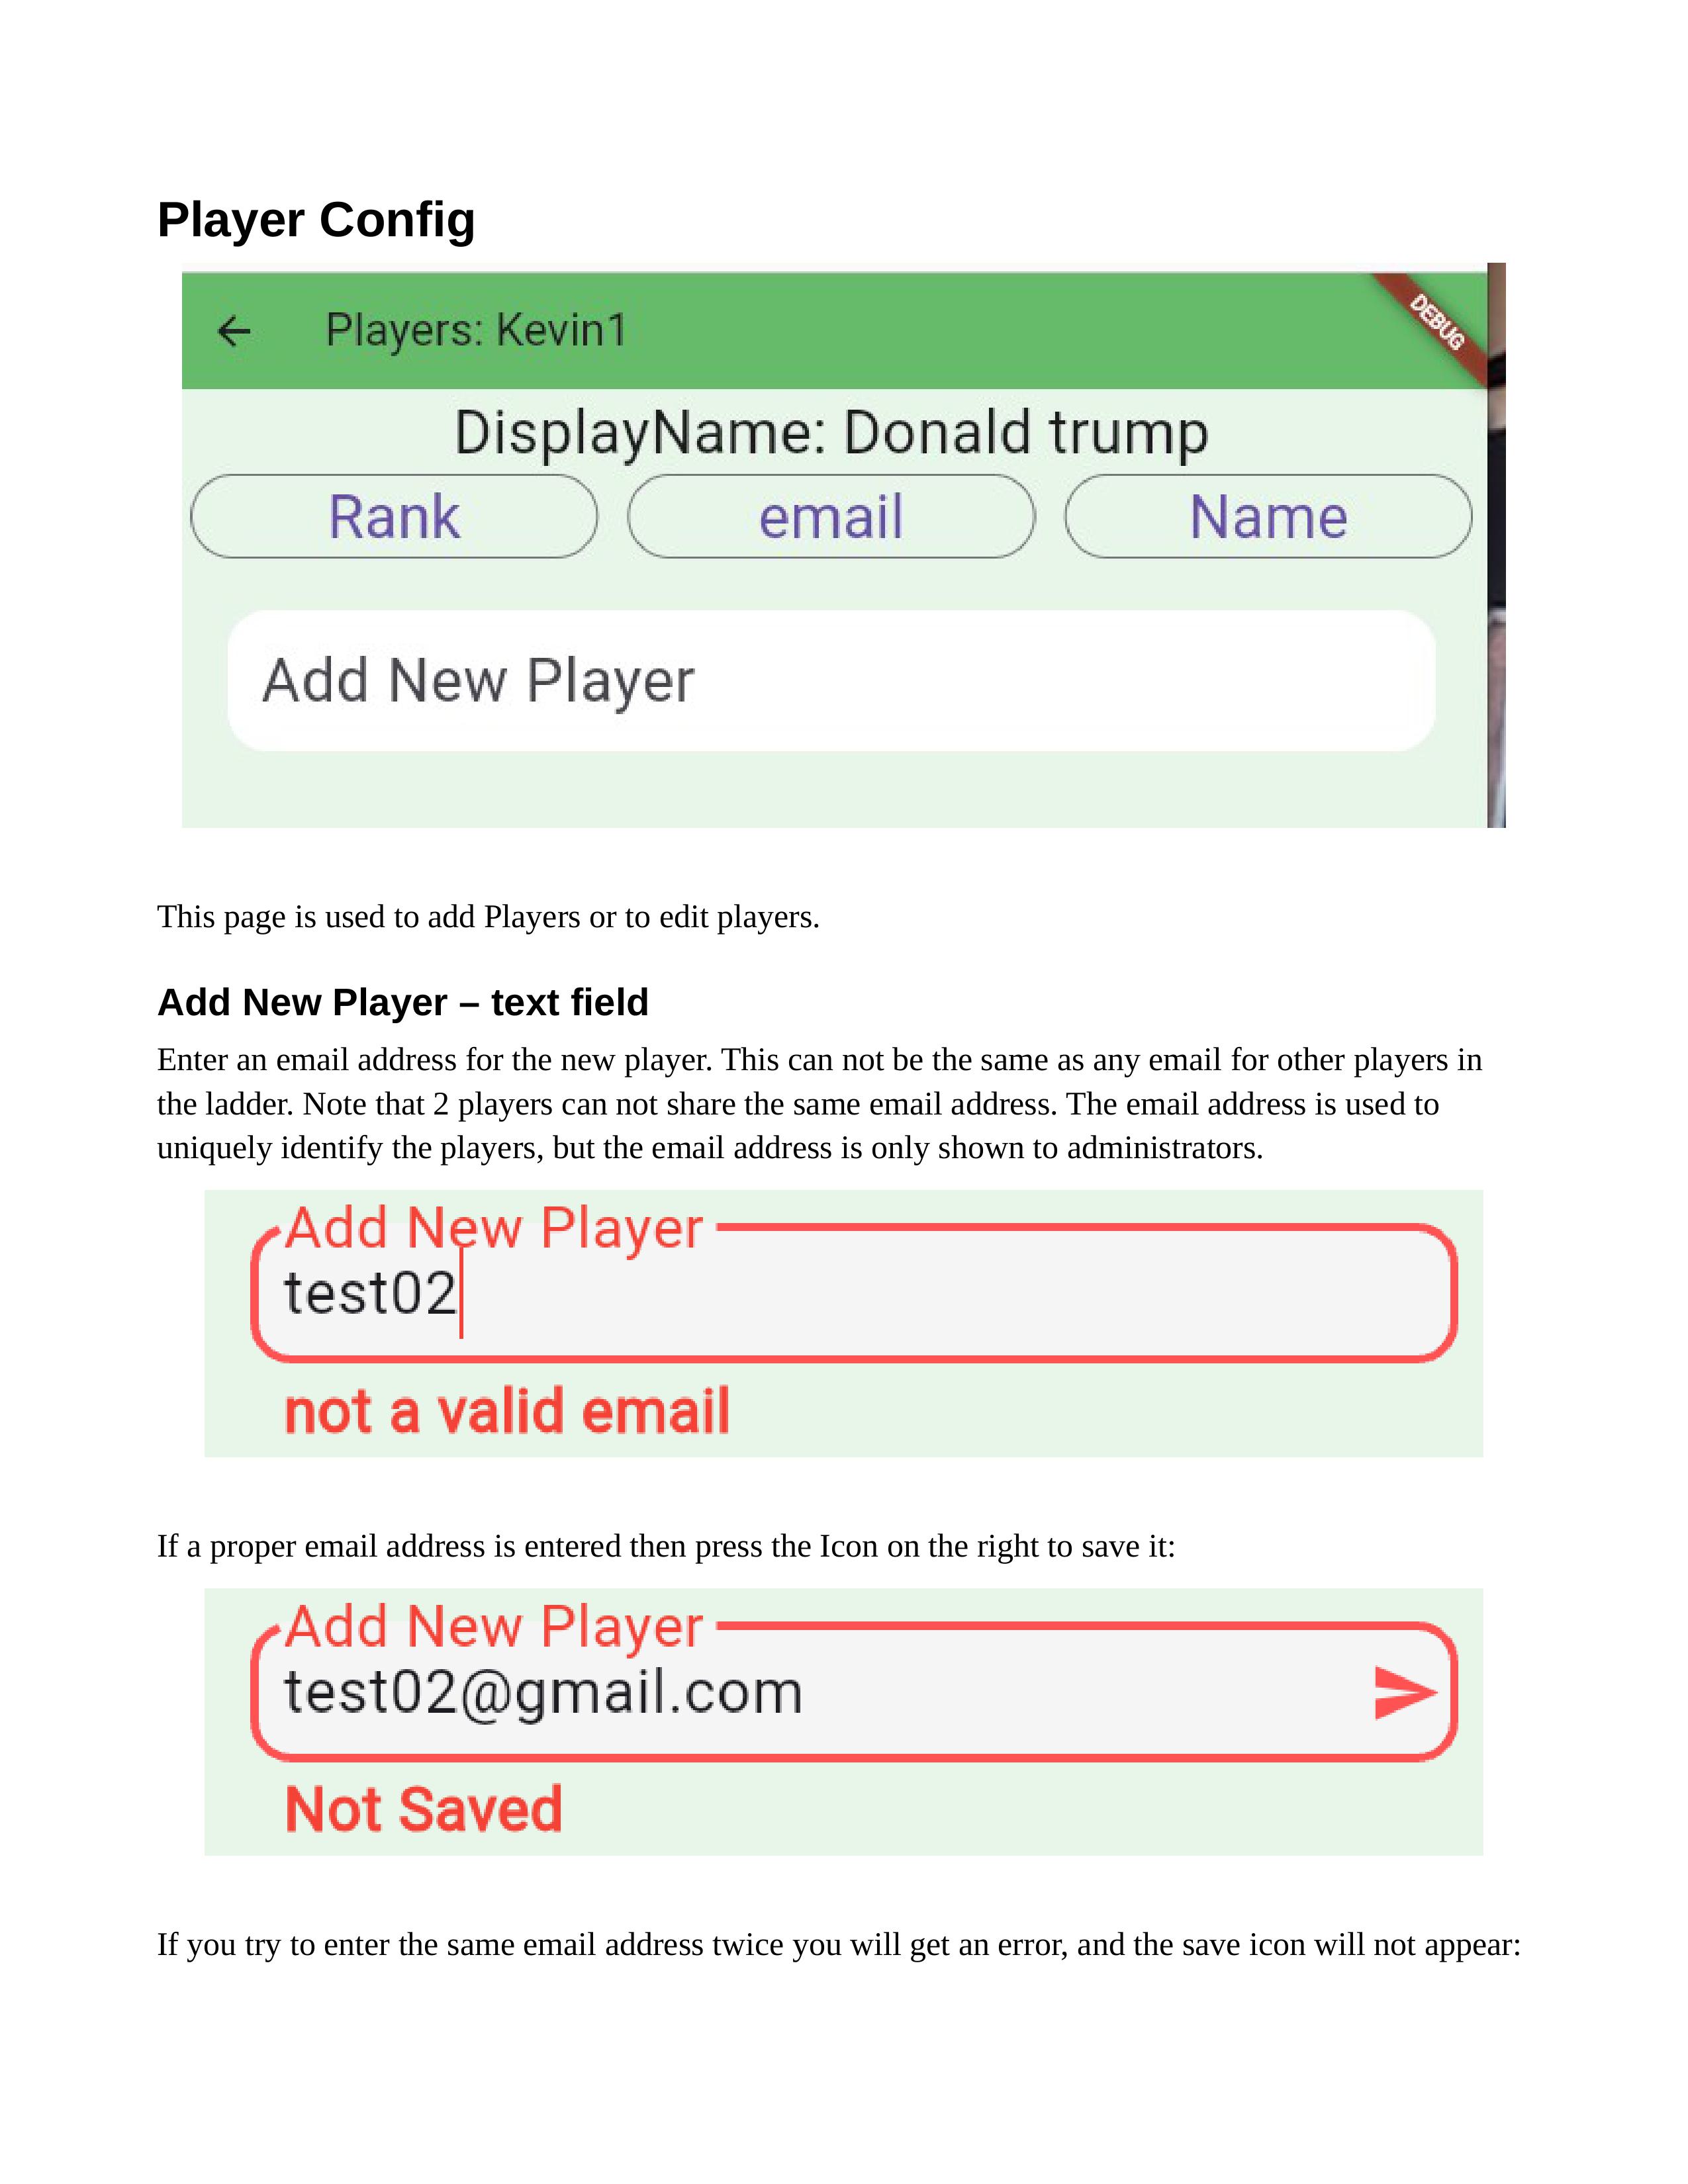 Player Config
← Players: Kevin1
DEBUG
DisplayName: Donald trump
Rank email Name
Add New Player
This page is used to add Players or to edit players.
Add New Player – text field
Enter an email address for the new player. This can not be the same as any email for other players in
the ladder. Note that 2 players can not share the same email address. The email address is used to
uniquely identify the players, but the email address is only shown to administrators.
Add New Player
test02
not a valid email
If a proper email address is entered then press the Icon on the right to save it:
Add New Player
test02@gmail.com
Not Saved
If you try to enter the same email address twice you will get an error, and the save icon will not appear: